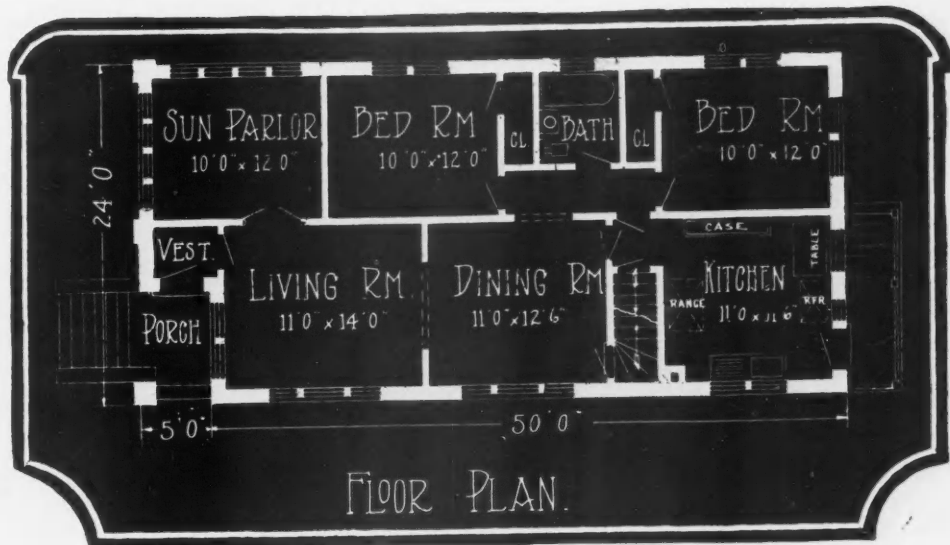 SUN PARLOR
10'0" x 12'0"
BED RM
10'0" x 12'0"
CL
BATH
CL
BED RM
10'0" x 12'0"
24'0"
VEST.
LIVING RM.
11'0" x 14'0"
DINING RM
11'0" x 12'6"
CASE
TABLE
KITCHEN
11'0 x 11'6"
RANGE
RFR
PORCH
5'0"
50'0"
FLOOR PLAN.